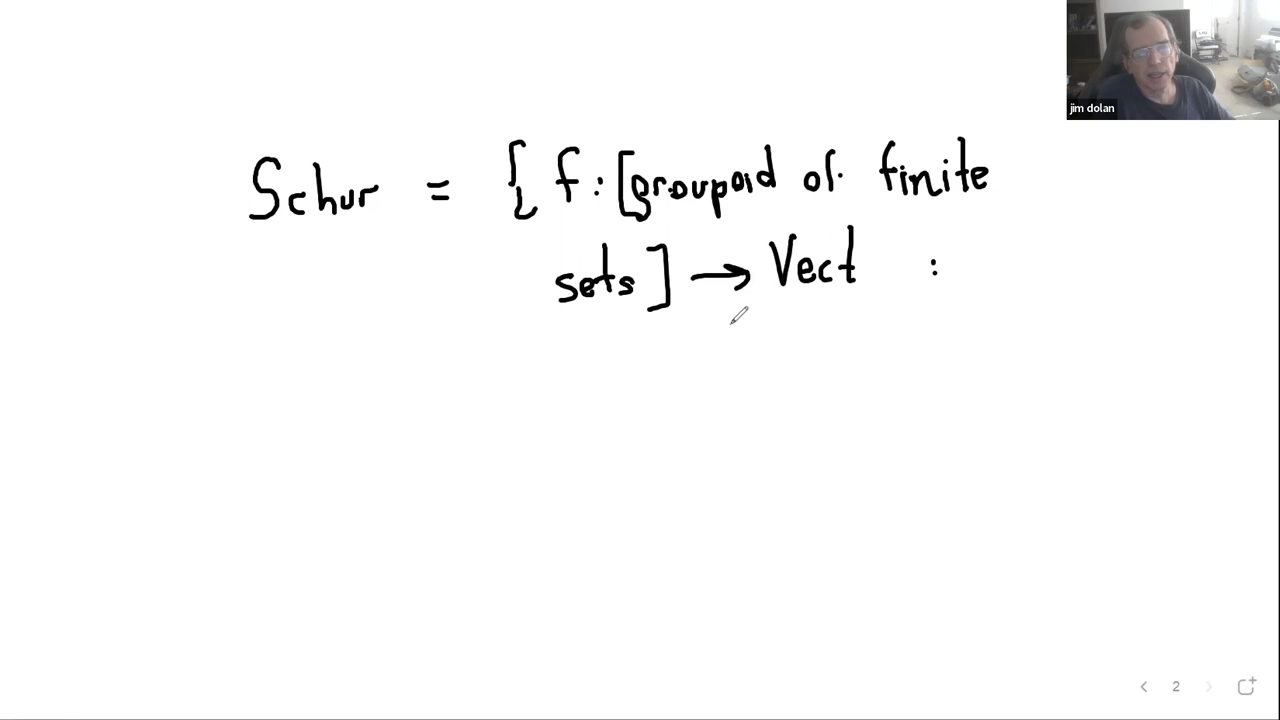 jim dolan
Schur = { f : [groupoid of finite
sets] → Vect :
2